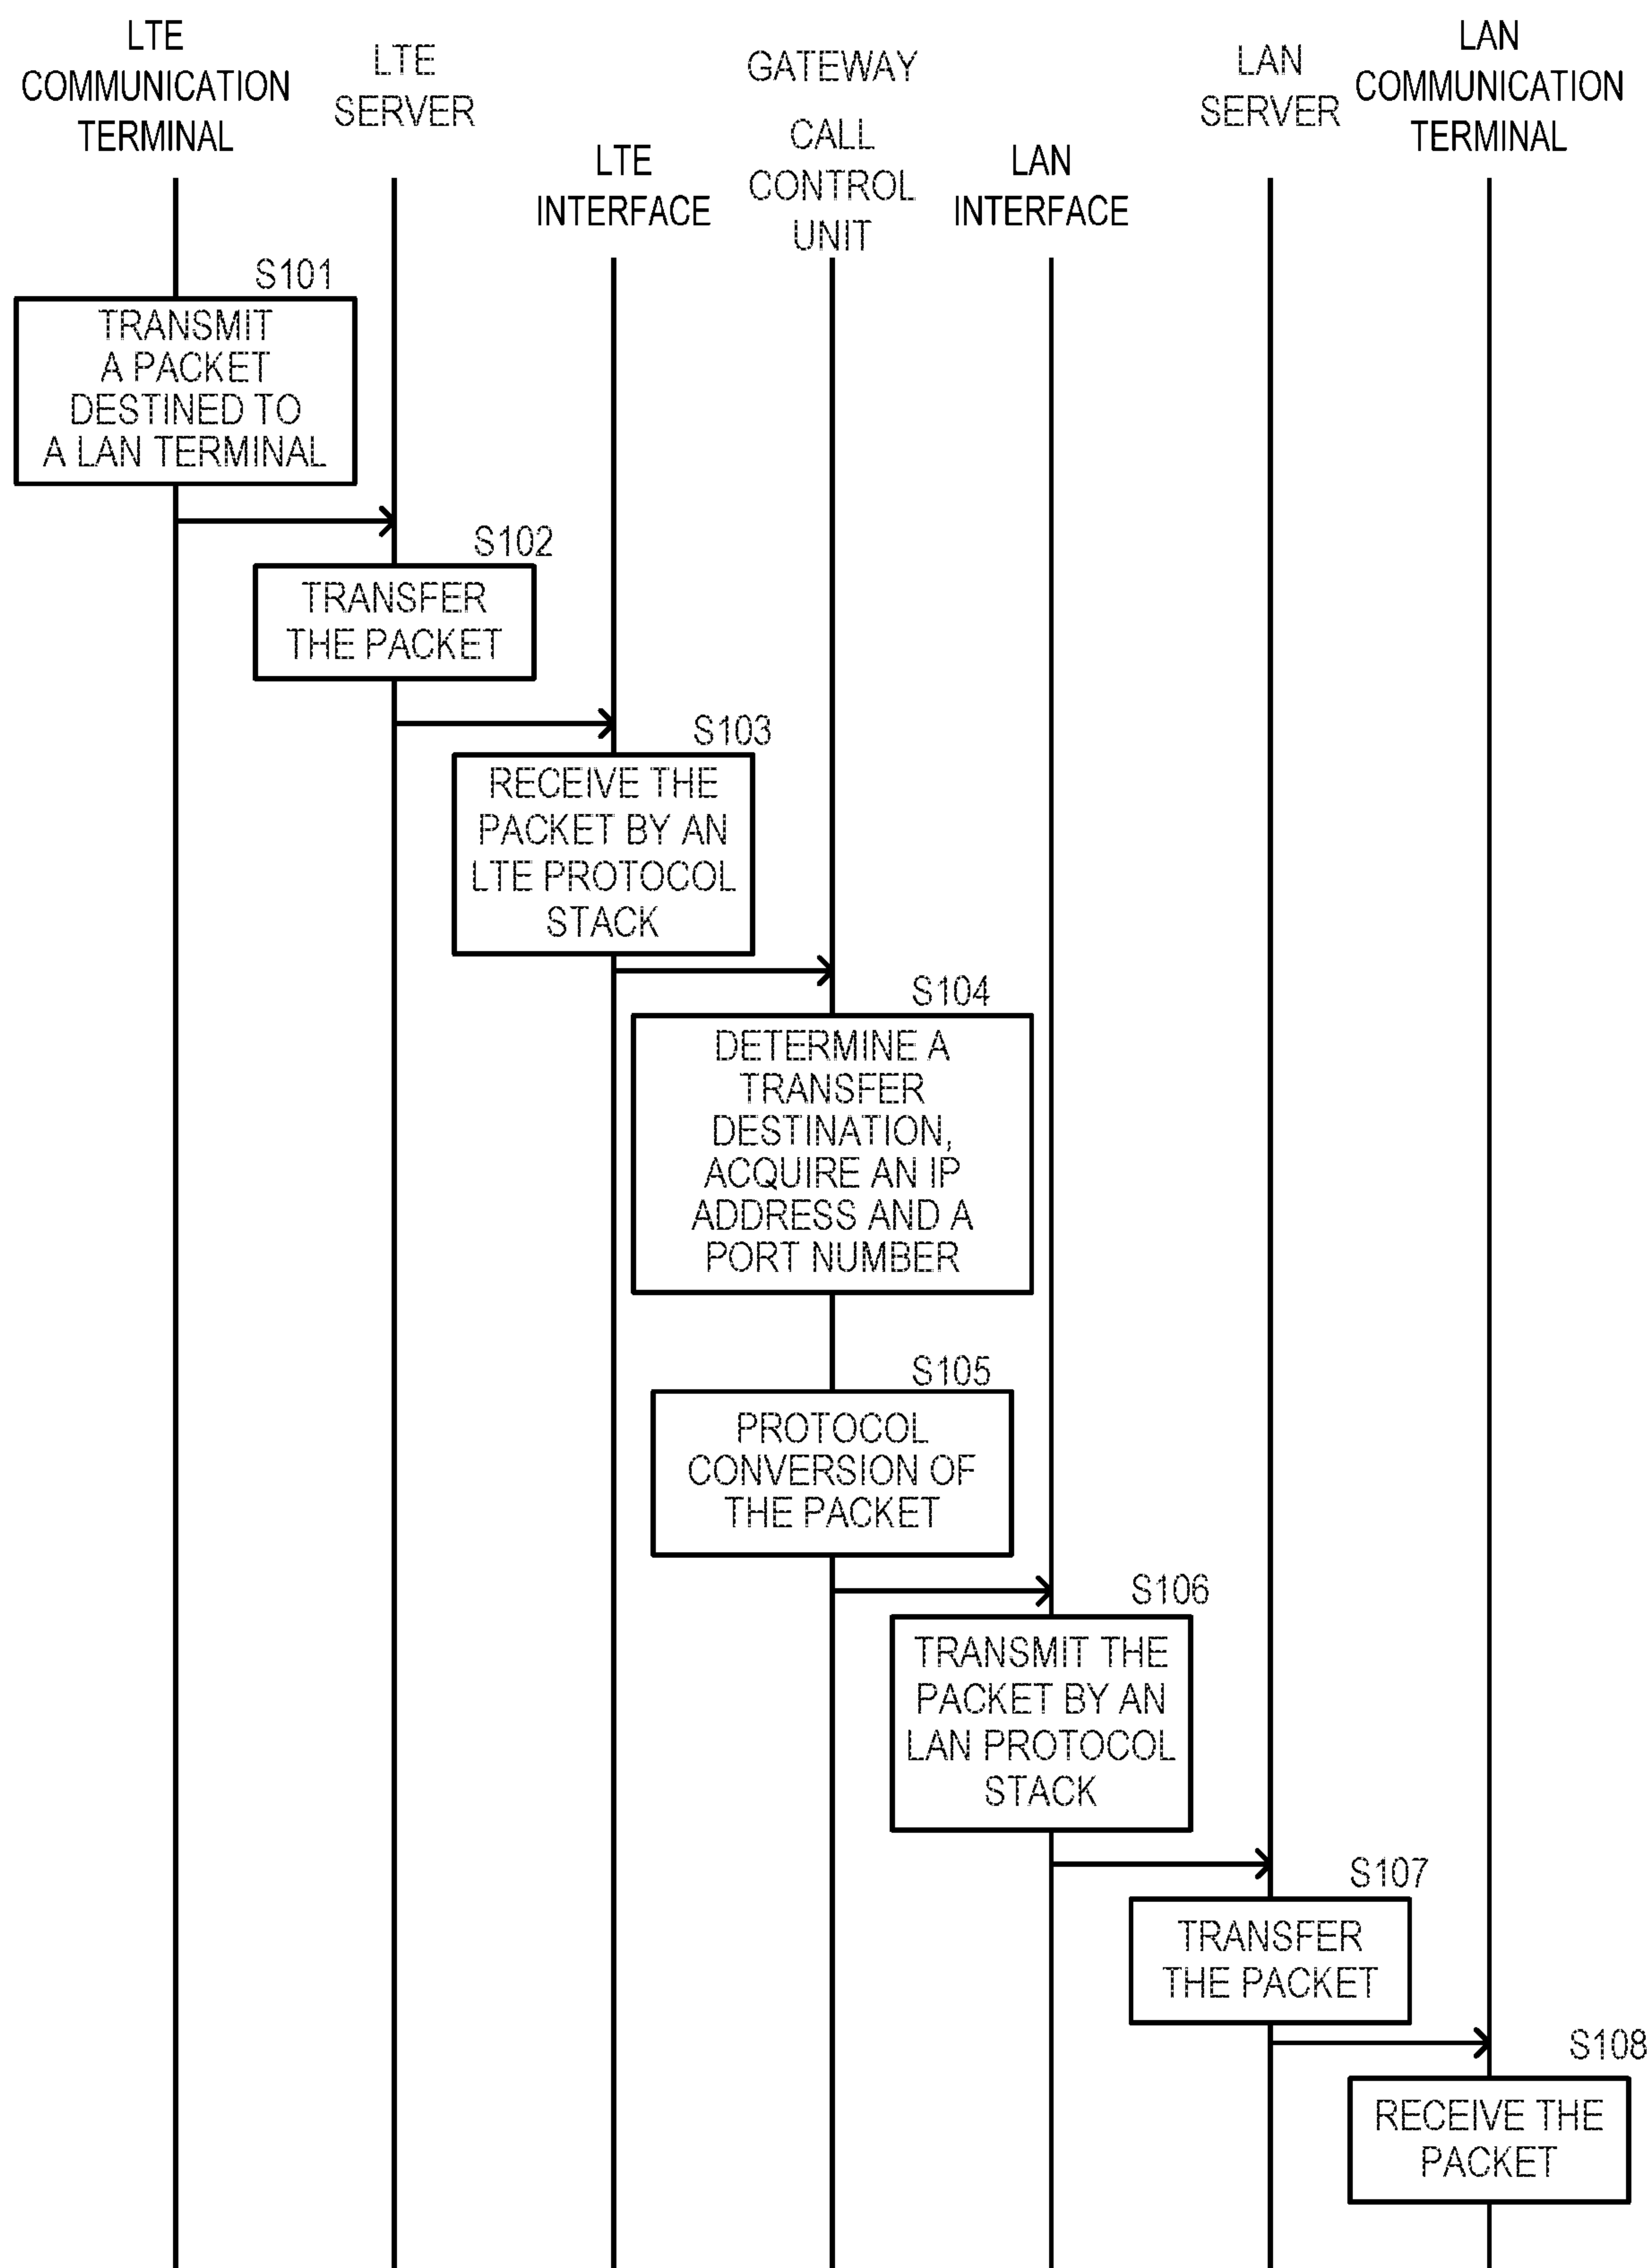 LTE
COMMUNICATION
TERMINAL
LTE
SERVER
LTE
INTERFACE
GATEWAY
CALL
CONTROL
UNIT
LAN
INTERFACE
LAN
SERVER
LAN
COMMUNICATION
TERMINAL
S101
TRANSMIT
A PACKET
DESTINED TO
A LAN TERMINAL
S102
TRANSFER
THE PACKET
S103
RECEIVE THE
PACKET BY AN
LTE PROTOCOL
STACK
S104
DETERMINE A
TRANSFER
DESTINATION,
ACQUIRE AN IP
ADDRESS AND A
PORT NUMBER
S105
PROTOCOL
CONVERSION OF
THE PACKET
S106
TRANSMIT THE
PACKET BY AN
LAN PROTOCOL
STACK
S107
TRANSFER
THE PACKET
S108
RECEIVE THE
PACKET